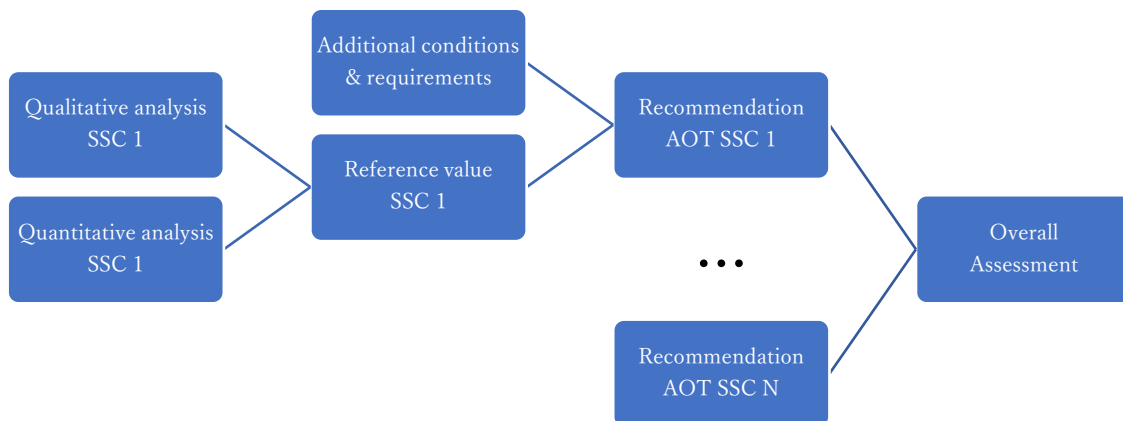 Additional conditions
& requirements
Qualitative analysis
SSC 1
Recommendation
AOT SSC 1
Reference value
SSC 1
Quantitative analysis
SSC 1
Overall
Assessment
...
Recommendation
AOT SSC N